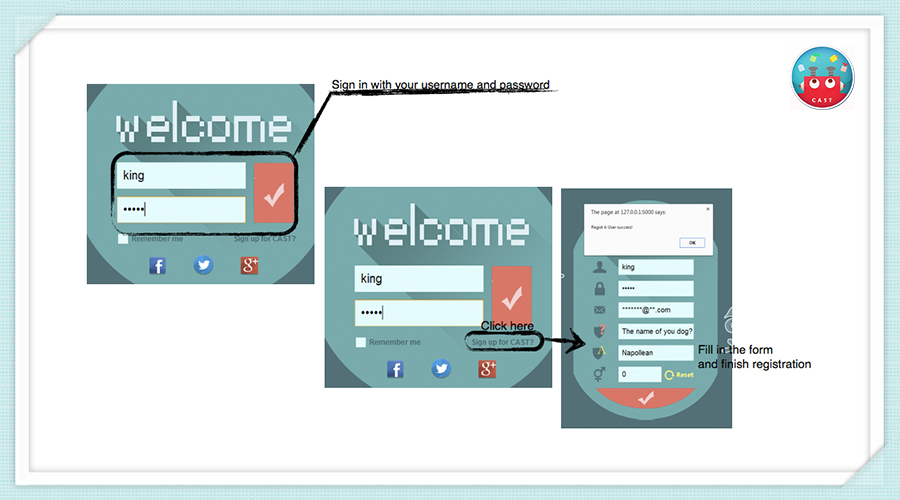 Sign in with your username and password
CAST
welcome
king
•••••
Remember me
Sign up for CAST?
f
g+
welcome
king
•••••
Click here
Remember me
Sign up for CAST?
f
g+
The page at 127.0.0.1:5000 says:
Regist A User success!
OK
king
•••••
*******@**.com
The name of you dog?
Napollean
0
Reset
Fill in the form
and finish registration